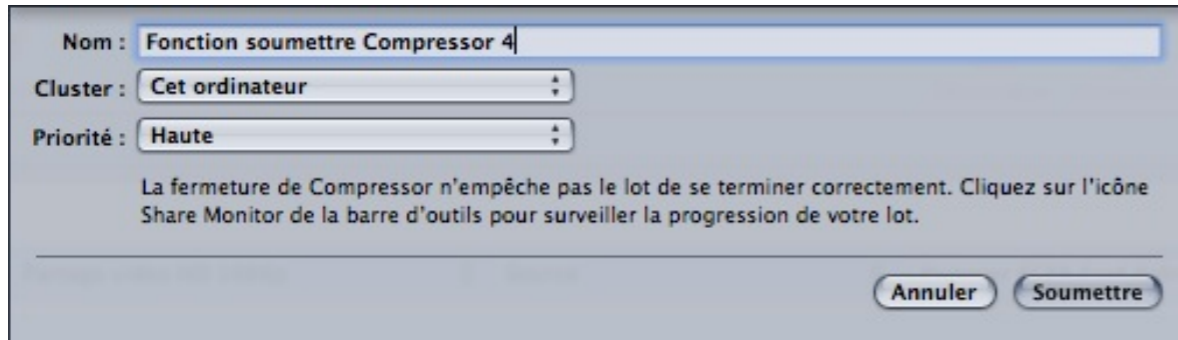 Nom : Fonction soumettre Compressor 4
Cluster : Cet ordinateur
Priorité : Haute
La fermeture de Compressor n'empêche pas le lot de se terminer correctement. Cliquez sur l'icône
Share Monitor de la barre d'outils pour surveiller la progression de votre lot.
Annuler Soumettre